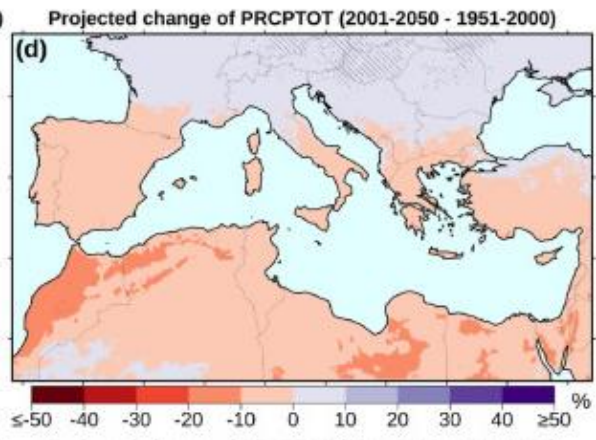 ) Projected change of PRCPTOT (2001-2050 - 1951-2000)
(d)
%
≤-50 -40 -30 -20 -10 0 10 20 30 40 ≥50